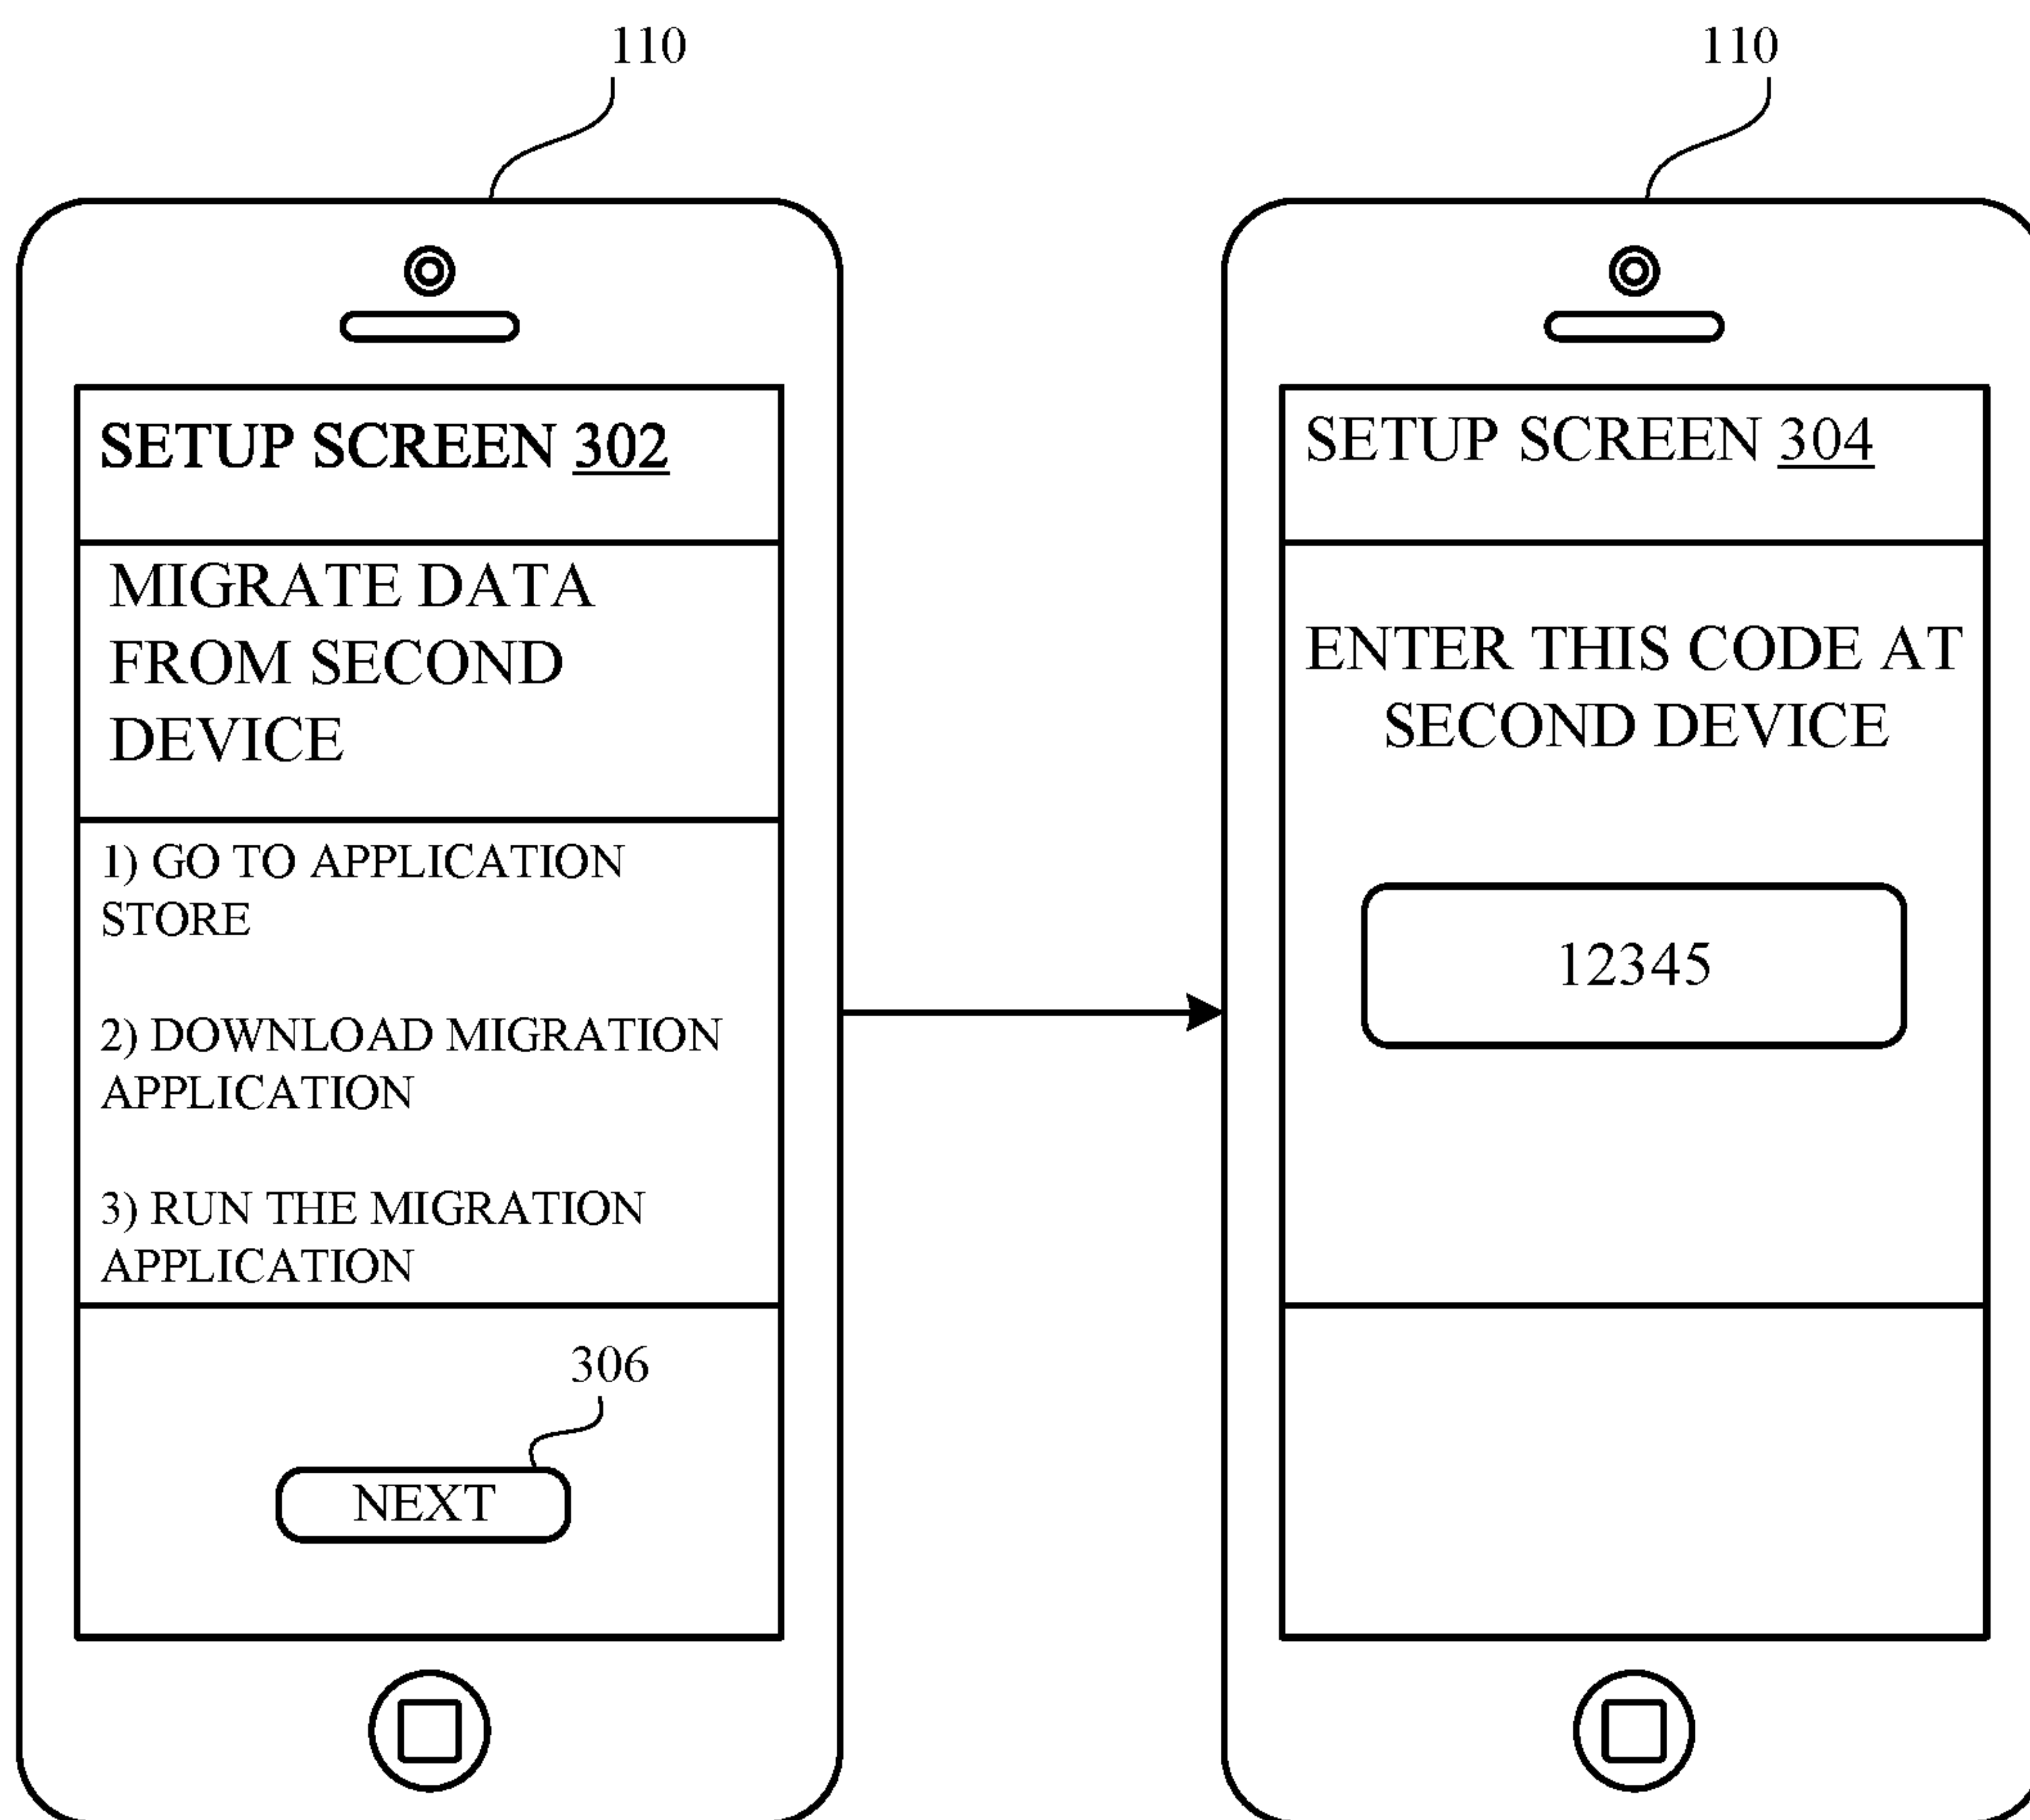 110
SETUP SCREEN 302
MIGRATE DATA
FROM SECOND
DEVICE
1) GO TO APPLICATION
STORE
2) DOWNLOAD MIGRATION
APPLICATION
3) RUN THE MIGRATION
APPLICATION
306
NEXT
110
SETUP SCREEN 304
ENTER THIS CODE AT
SECOND DEVICE
12345